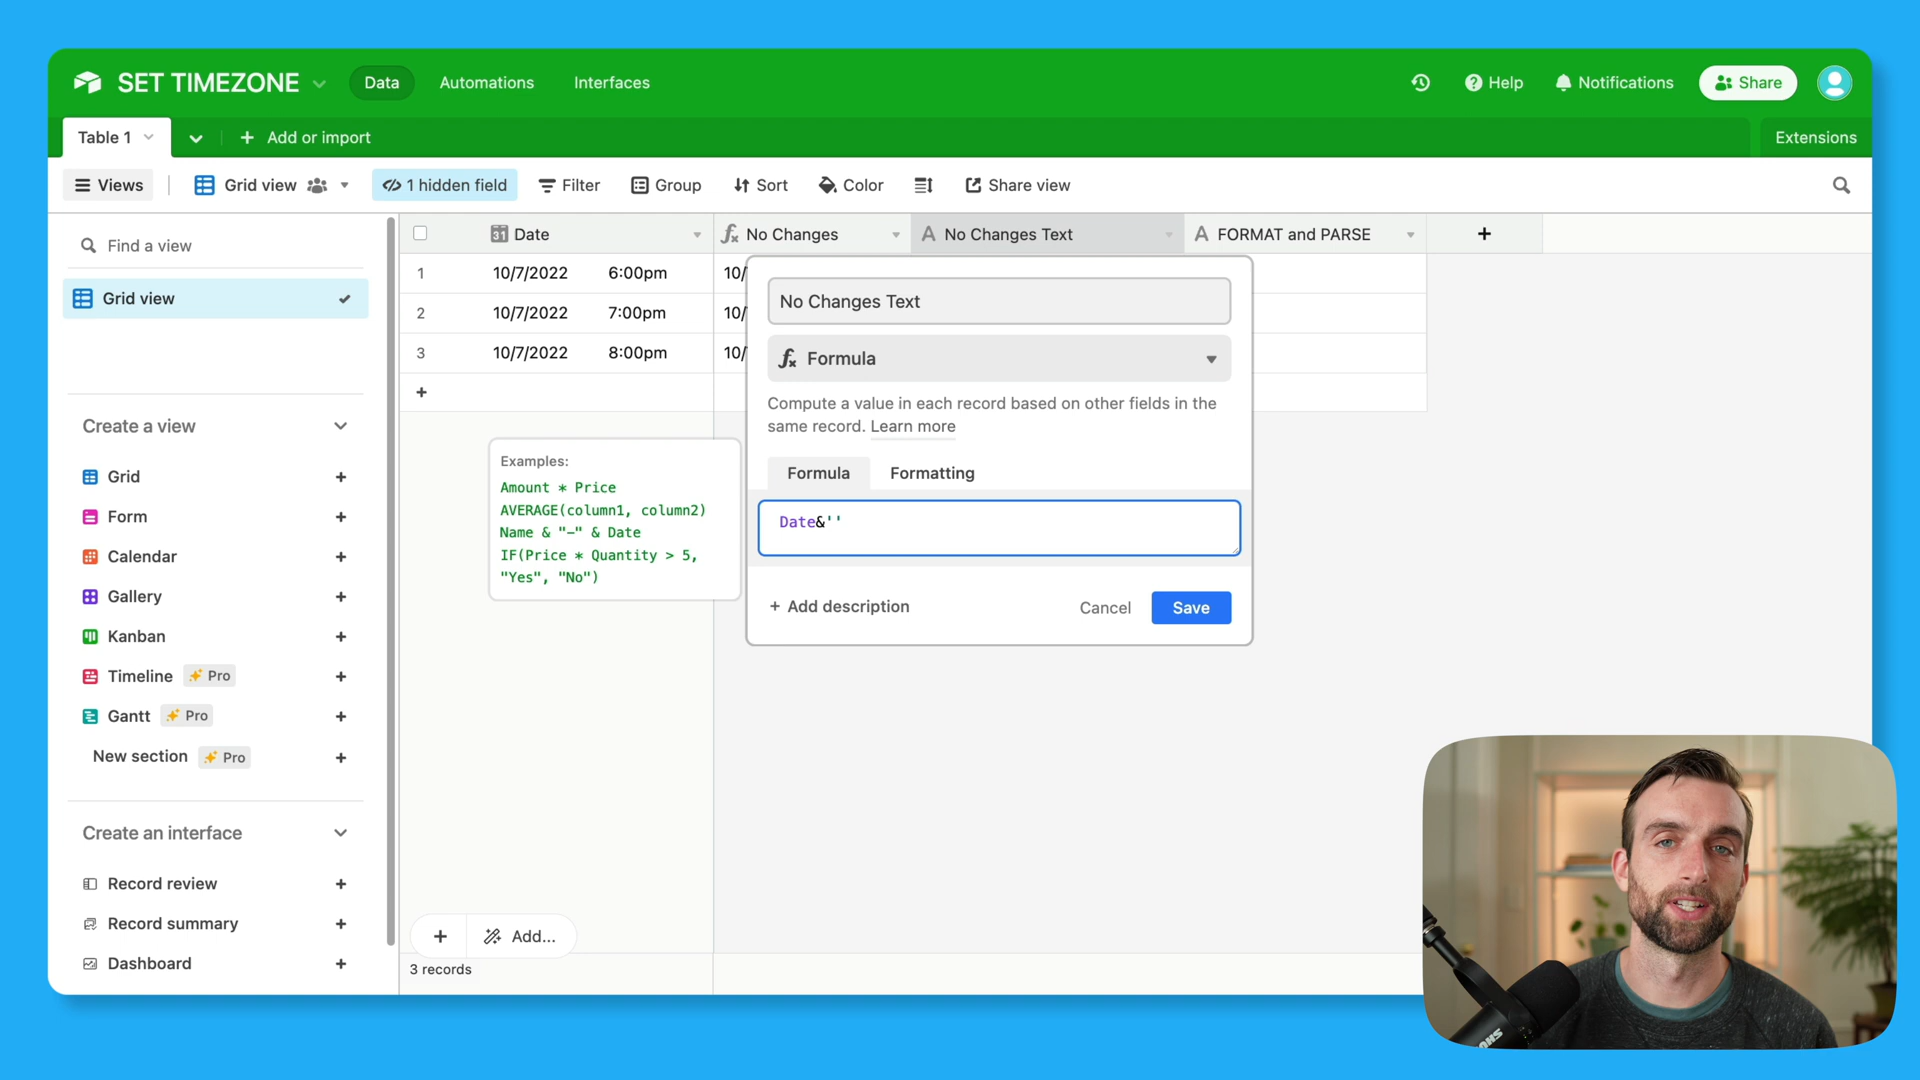 SET TIMEZONE
Data
Automations
Interfaces
Help
Notifications
Share
Table 1
Add or import
Extensions
Views
Grid view
1 hidden field
Filter
Group
Sort
Color
Share view
Find a view
Grid view
Create a view
Grid
Form
Calendar
Gallery
Kanban
Timeline Pro
Gantt Pro
New section Pro
Create an interface
Record review
Record summary
Dashboard
31 Date
No Changes
No Changes Text
FORMAT and PARSE
1 10/7/2022 6:00pm 10/
2 10/7/2022 7:00pm 10/
3 10/7/2022 8:00pm 10/
No Changes Text
Formula
Compute a value in each record based on other fields in the
same record. Learn more
Formula Formatting
Date&''
+ Add description
Cancel
Save
Examples:
Amount * Price
AVERAGE(column1, column2)
Name & "-" & Date
IF(Price * Quantity > 5,
"Yes", "No")
Add...
3 records